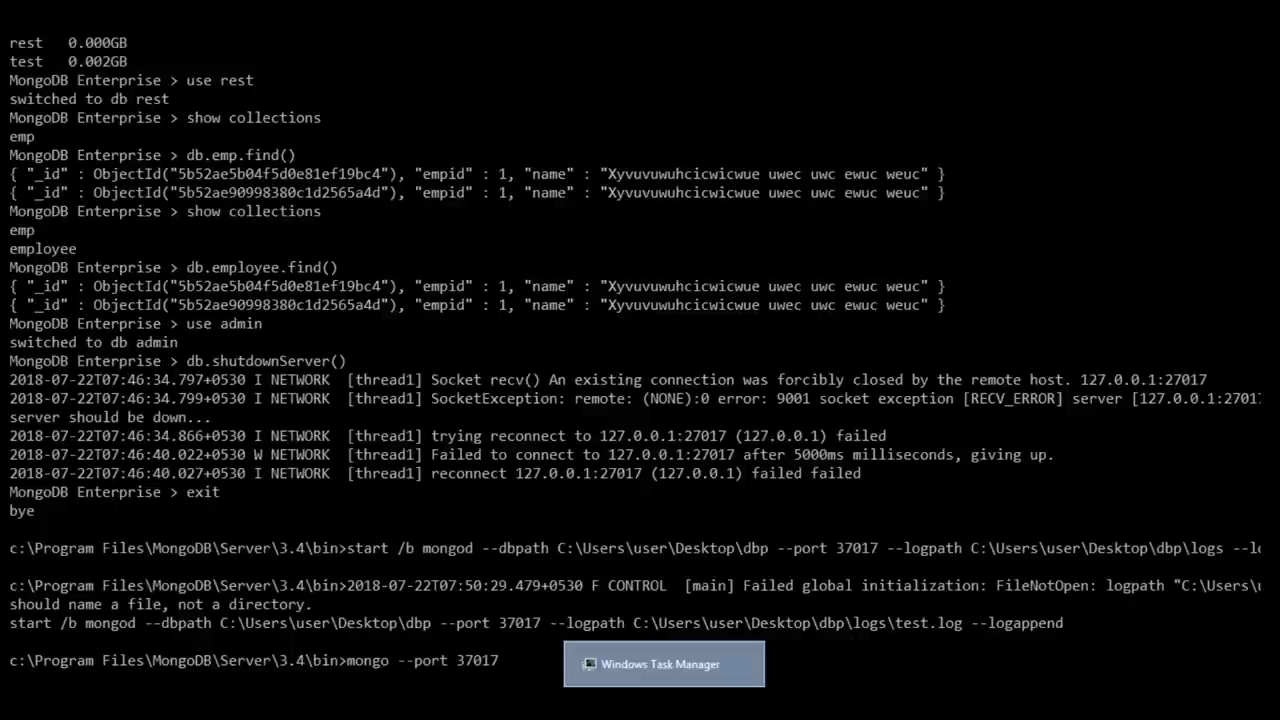 rest   0.000GB
test   0.002GB
MongoDB Enterprise > use rest
switched to db rest
MongoDB Enterprise > show collections
emp
MongoDB Enterprise > db.emp.find()
{ "_id" : ObjectId("5b52ae5b04f5d0e81ef19bc4"), "empid" : 1, "name" : "Xyvuvuwuhcicwicwue uwec uwc ewuc weuc" }
{ "_id" : ObjectId("5b52ae90998380c1d2565a4d"), "empid" : 1, "name" : "Xyvuvuwuhcicwicwue uwec uwc ewuc weuc" }
MongoDB Enterprise > show collections
emp
employee
MongoDB Enterprise > db.employee.find()
{ "_id" : ObjectId("5b52ae5b04f5d0e81ef19bc4"), "empid" : 1, "name" : "Xyvuvuwuhcicwicwue uwec uwc ewuc weuc" }
{ "_id" : ObjectId("5b52ae90998380c1d2565a4d"), "empid" : 1, "name" : "Xyvuvuwuhcicwicwue uwec uwc ewuc weuc" }
MongoDB Enterprise > use admin
switched to db admin
MongoDB Enterprise > db.shutdownServer()
2018-07-22T07:46:34.797+0530 I NETWORK  [thread1] Socket recv() An existing connection was forcibly closed by the remote host. 127.0.0.1:27017
2018-07-22T07:46:34.799+0530 I NETWORK  [thread1] SocketException: remote: (NONE):0 error: 9001 socket exception [RECV_ERROR] server [127.0.0.1:2701
server should be down...
2018-07-22T07:46:34.866+0530 I NETWORK  [thread1] trying reconnect to 127.0.0.1:27017 (127.0.0.1) failed
2018-07-22T07:46:40.022+0530 W NETWORK  [thread1] Failed to connect to 127.0.0.1:27017 after 5000ms milliseconds, giving up.
2018-07-22T07:46:40.027+0530 I NETWORK  [thread1] reconnect 127.0.0.1:27017 (127.0.0.1) failed failed
MongoDB Enterprise > exit
bye
c:\Program Files\MongoDB\Server\3.4\bin>start /b mongod --dbpath C:\Users\user\Desktop\dbp --port 37017 --logpath C:\Users\user\Desktop\dbp\logs --l
c:\Program Files\MongoDB\Server\3.4\bin>2018-07-22T07:50:29.479+0530 F CONTROL  [main] Failed global initialization: FileNotOpen: logpath "C:\Users\
should name a file, not a directory.
start /b mongod --dbpath C:\Users\user\Desktop\dbp --port 37017 --logpath C:\Users\user\Desktop\dbp\logs\test.log --logappend
c:\Program Files\MongoDB\Server\3.4\bin>mongo --port 37017
Windows Task Manager